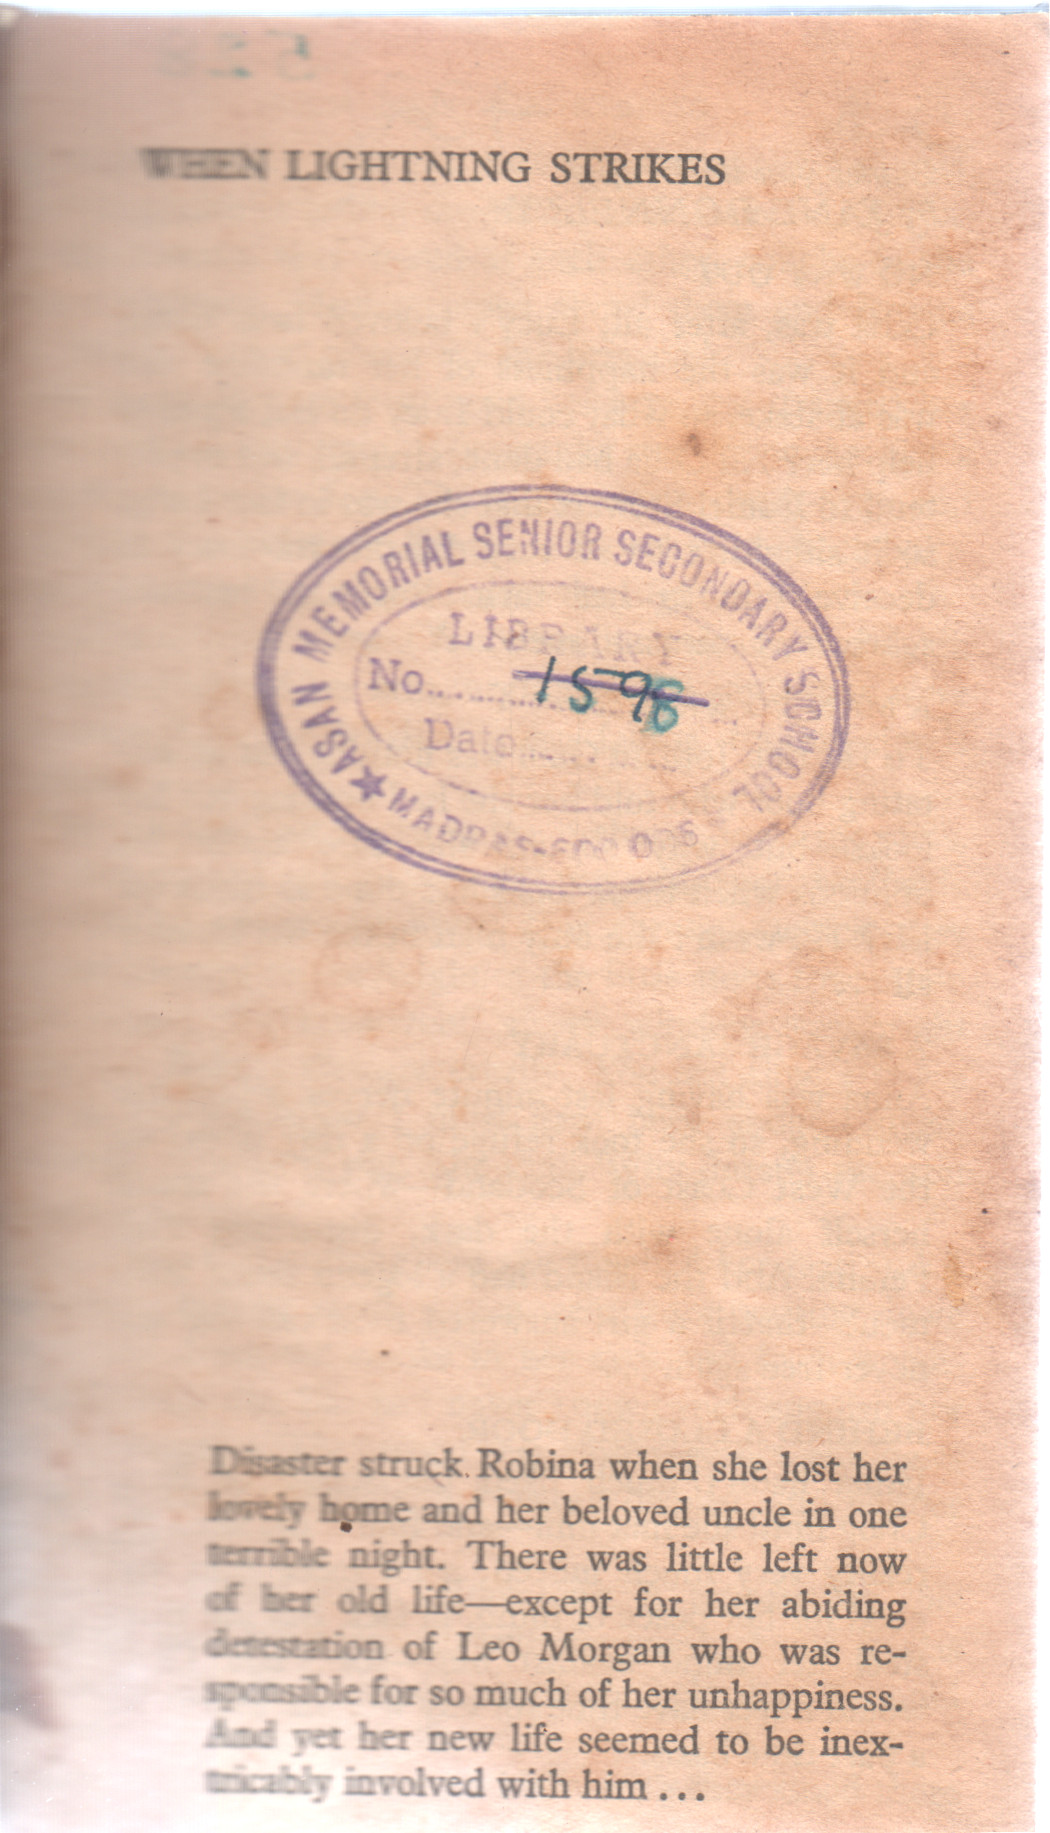 WHEN LIGHTNING STRIKES
ASAN MEMORIAL SENIOR SECONDARY SCHOOL
LIBRARY
No.
1596
Date
MADRAS-600 006
Disaster struck Robina when she lost her
lovely home and her beloved uncle in one
terrible night. There was little left now
of her old life—except for her abiding
detestation of Leo Morgan who was re-
sponsible for so much of her unhappiness.
And yet her new life seemed to be inex-
tricably involved with him ...